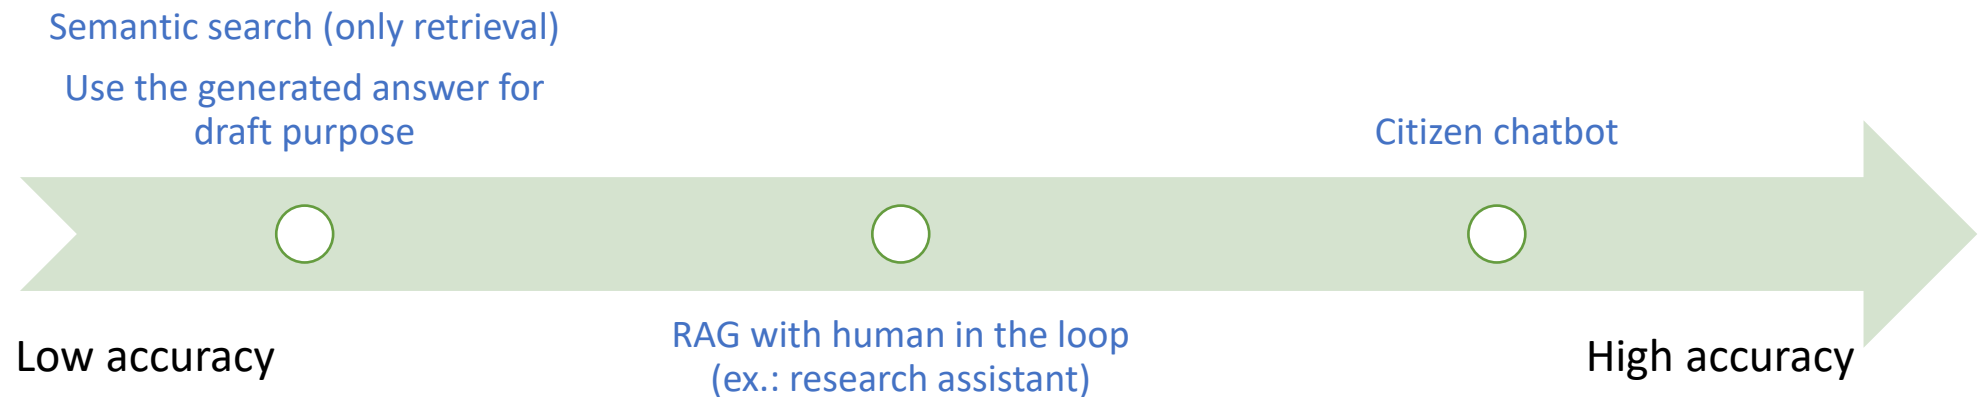 Semantic search (only retrieval)
Use the generated answer for
draft purpose
Citizen chatbot
RAG with human in the loop
(ex.: research assistant)
Low accuracy
High accuracy